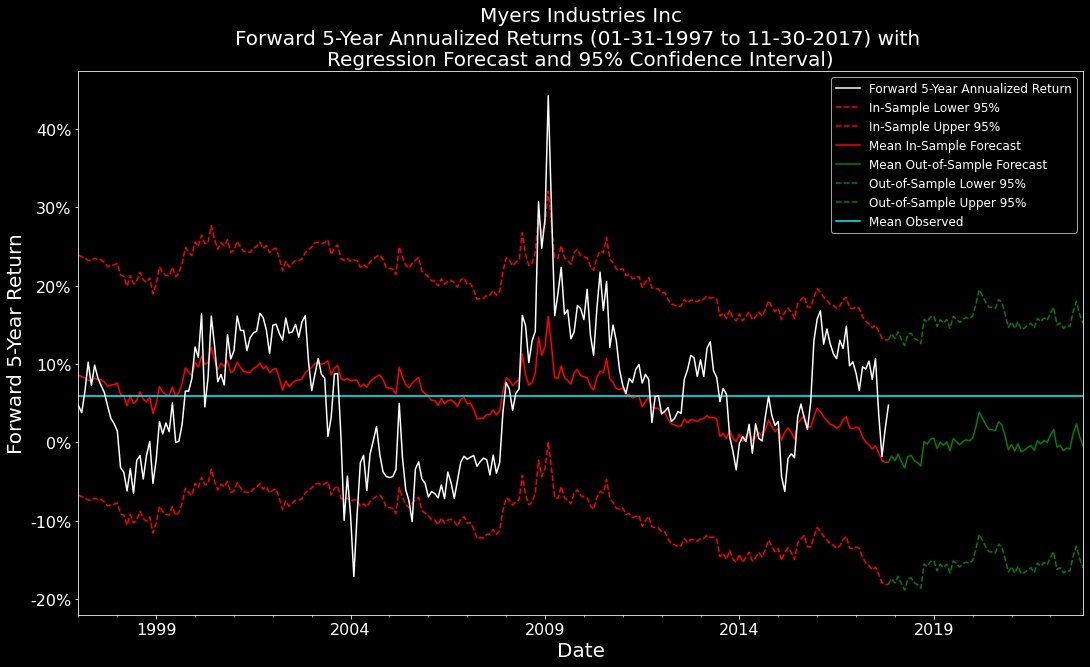 Myers Industries Inc
Forward 5-Year Annualized Returns (01-31-1997 to 11-30-2017) with
Regression Forecast and 95% Confidence Interval)
Forward 5-Year Annualized Return
In-Sample Lower 95%
In-Sample Upper 95%
Mean In-Sample Forecast
Mean Out-of-Sample Forecast
Out-of-Sample Lower 95%
Out-of-Sample Upper 95%
Mean Observed
Forward 5-Year Return
40%
30%
20%
10%
0%
-10%
-20%
1999
2004
2009
2014
2019
Date